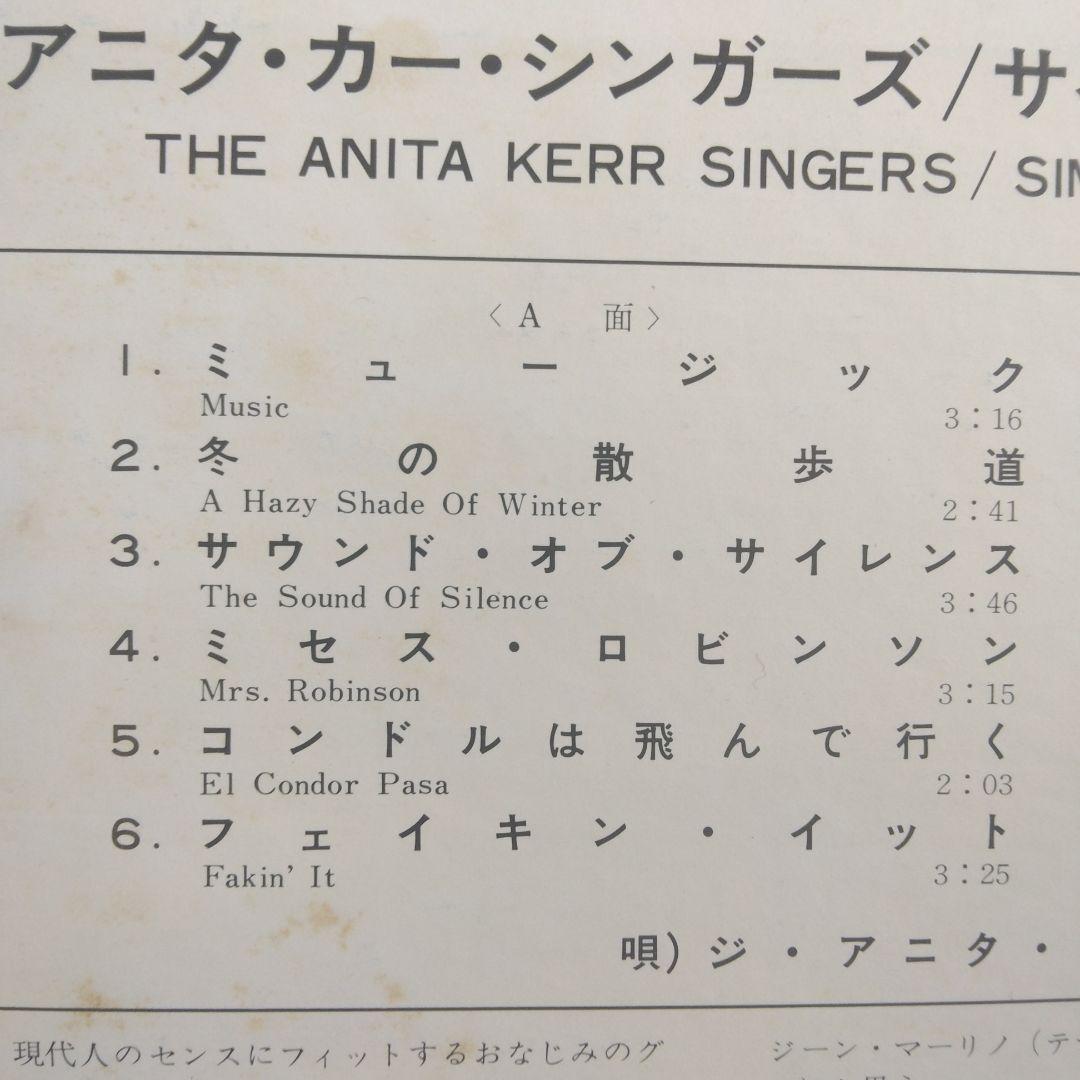 アニタ・カー・シンガーズ/サ
THE ANITA KERR SINGERS/
〈A 面〉
1. ミュージック
Music 3:16
2. 冬の散歩道
A Hazy Shade Of Winter 2:41
3. サウンド・オブ・サイレンス
The Sound Of Silence 3:46
4. ミセス・ロビンソン
Mrs. Robinson 3:15
5. コンドルは飛んで行く
El Condor Pasa 2:03
6. フェイキン・イット
Fakin' It 3:25
唄)ジ・アニタ・
現代人のセンスにフィットするおなじみのグ
ジーン・マーリノ(テ